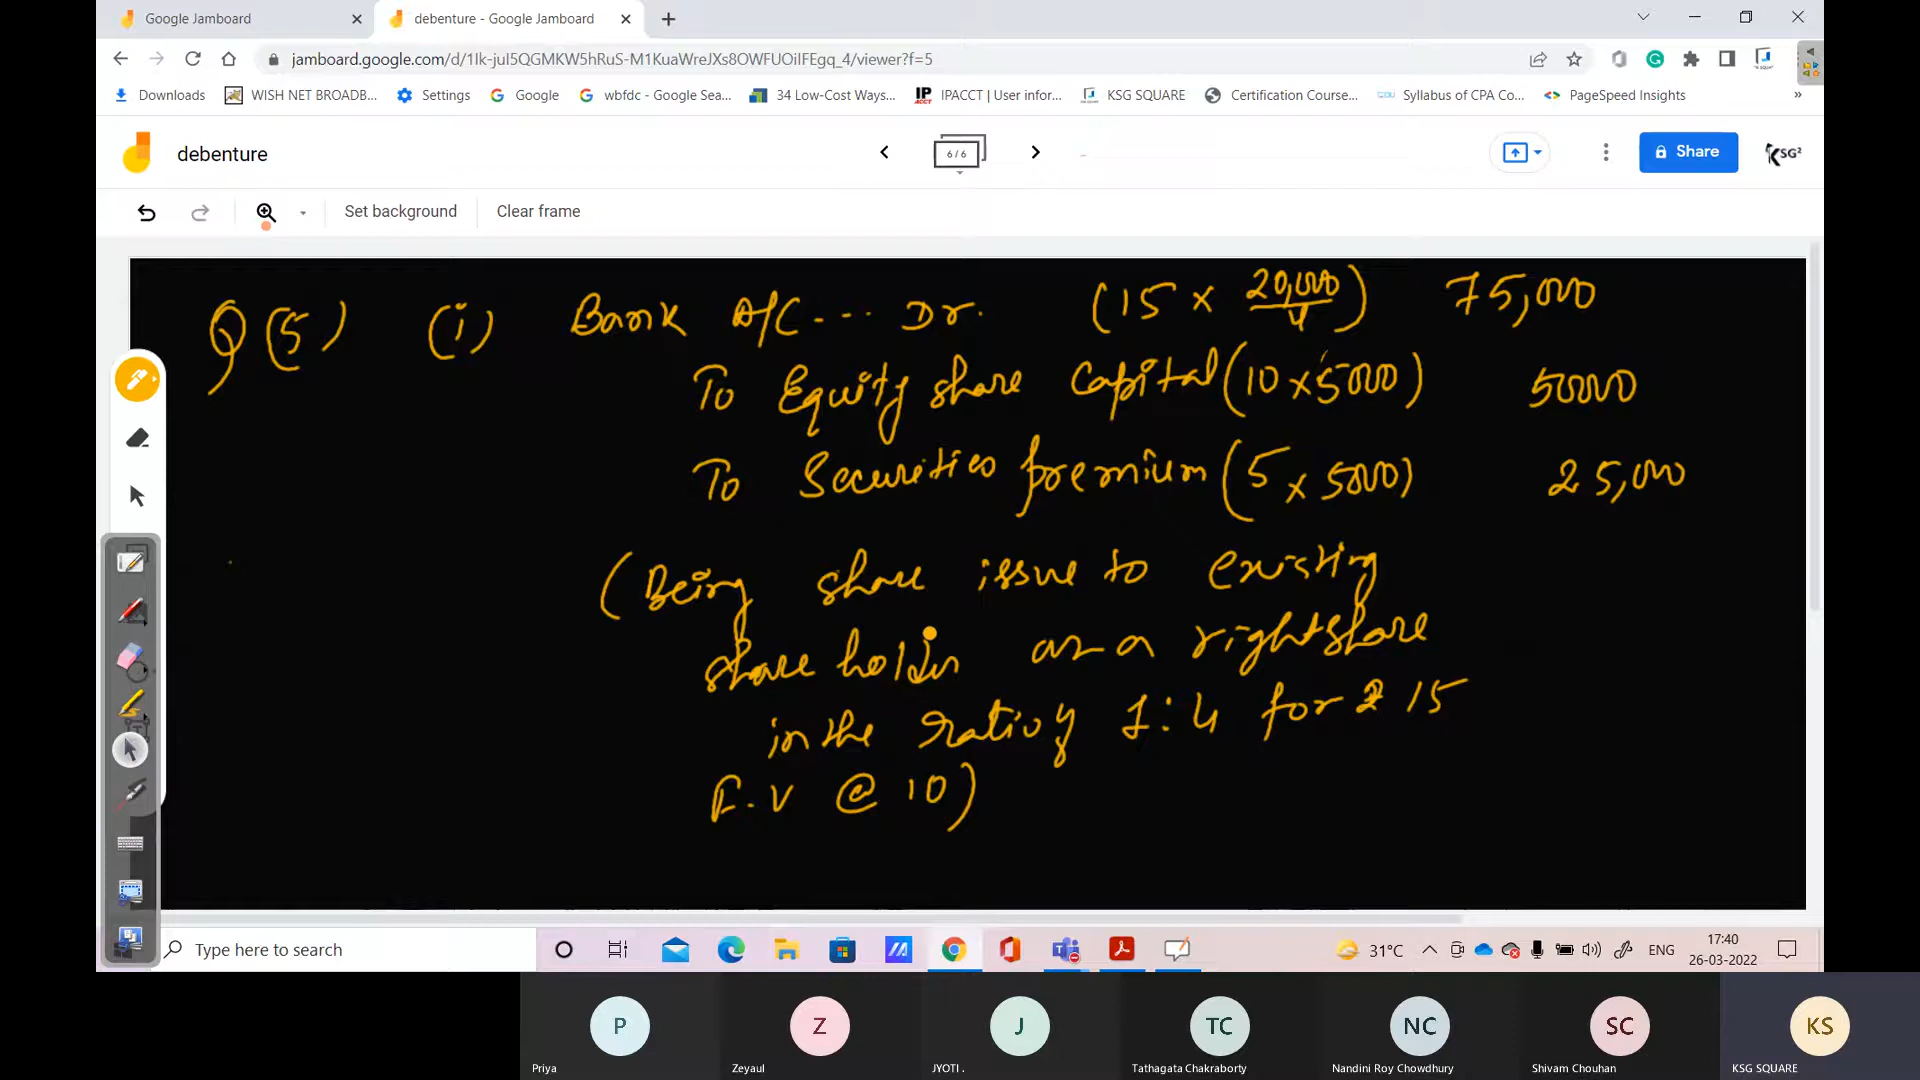 Google Jamboard
debenture - Google Jamboard
jamboard.google.com/d/1lk-jul5QGMKW5hRuS-M1KuaWreJXs8OWFUOilFEgq_4/viewer?f=5
Downloads WISH NET BROADB... Settings Google wbfdc - Google Sea... 34 Low-Cost Ways... IPACCT | User infor... KSG SQUARE Certification Course... Syllabus of CPA Co... PageSpeed Insights »
debenture
6 / 6
Share
KSG²
Set background Clear frame
Q (5) (i) Bank A/C --- Dr. (15 × 20,000/4) 75,000
To Equity share Capital (10 × 5000) 50000
To Securities premium (5 × 5000) 25,000
(Being share issue to existing
share holder as a right share
in the ratio of 1:4 for ₹ 15
F.V @ 10)
Type here to search
31°C
ENG
17:40
26-03-2022
P Z J TC NC SC KS
Priya Zeyaul JYOTI . Tathagata Chakraborty Nandini Roy Chowdhury Shivam Chouhan KSG SQUARE